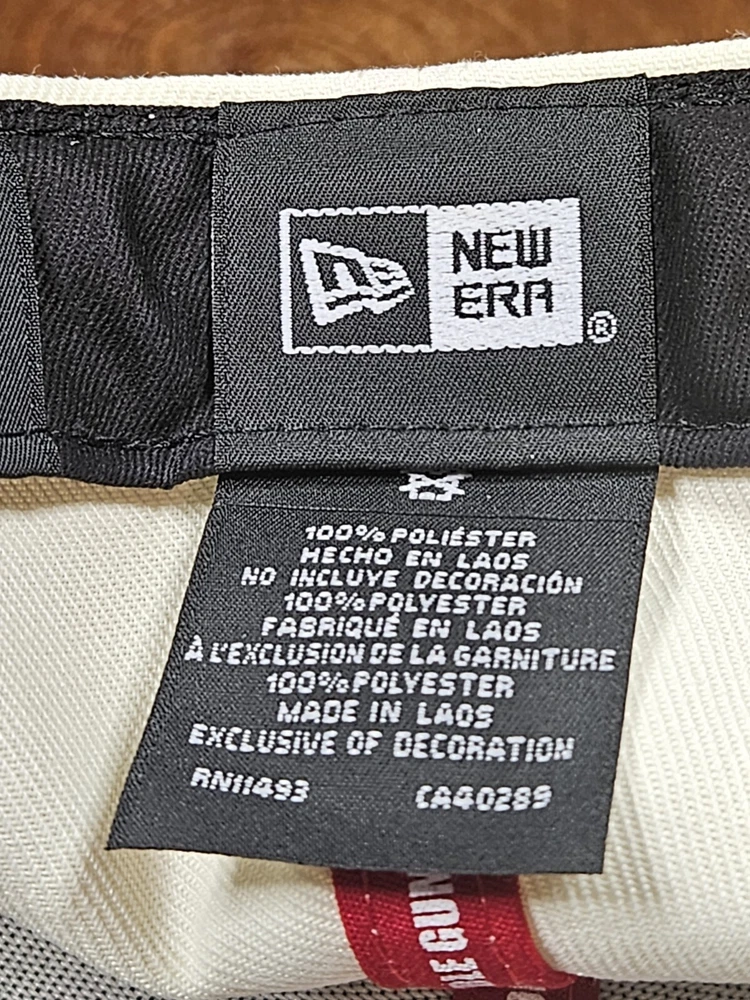 NEW
ERA
®
100% POLIÉSTER
HECHO EN LAOS
NO INCLUYE DECORACIÓN
100% POLYESTER
FABRIQUÉ EN LAOS
À L'EXCLUSION DE LA GARNITURE
100% POLYESTER
MADE IN LAOS
EXCLUSIVE OF DECORATION
RN11493 CA40289